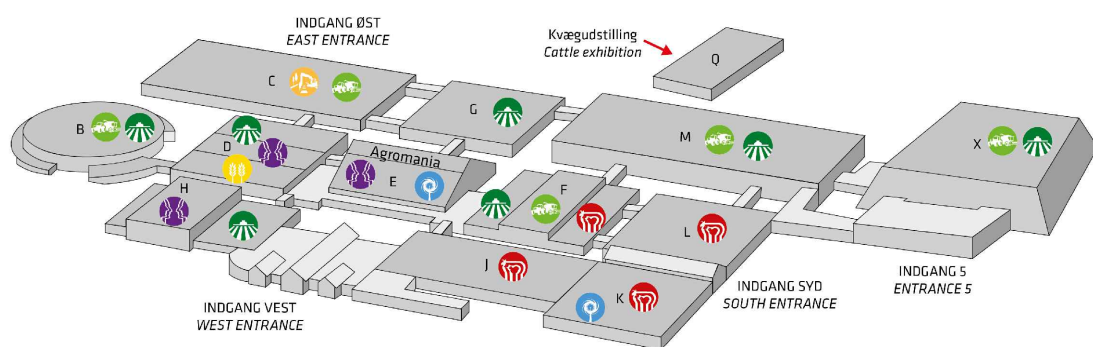 INDGANG ØST
EAST ENTRANCE
Kvægudstilling
Cattle exhibition
Q
C
G
B
D
M
X
Agromania
E
H
F
L
J
K
INDGANG VEST
WEST ENTRANCE
INDGANG SYD
SOUTH ENTRANCE
INDGANG 5
ENTRANCE 5